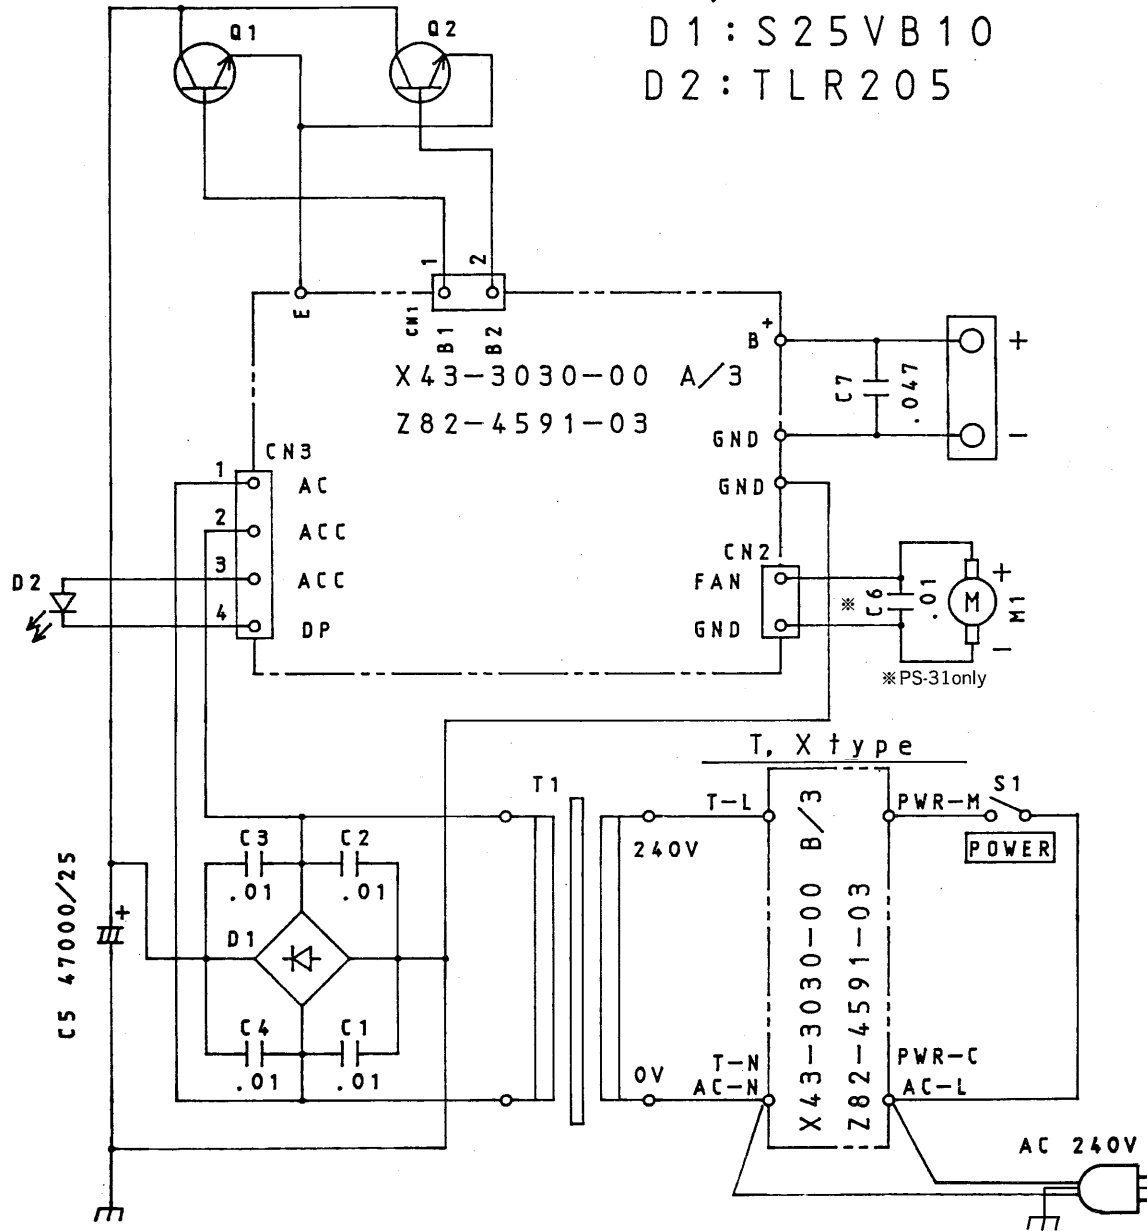 D1:S25VB10
D2:TLR205
Q1
Q2
1
2
E
CN1
B1
B2
B+
X43-3030-00 A/3
Z82-4591-03
C7
.047
+
-
GND
GND
CN3
1
AC
2
ACC
3
ACC
4
DP
D2
CN2
FAN
GND
※
C6
.01
M
+
-
M1
※PS-31only
T, X type
T1
T-L
240V
0V
T-N
AC-N
X43-3030-00 B/3
Z82-4591-03
PWR-M
S1
POWER
PWR-C
AC-L
AC 240V
C3
.01
C2
.01
D1
C4
.01
C1
.01
C5 47000/25
+